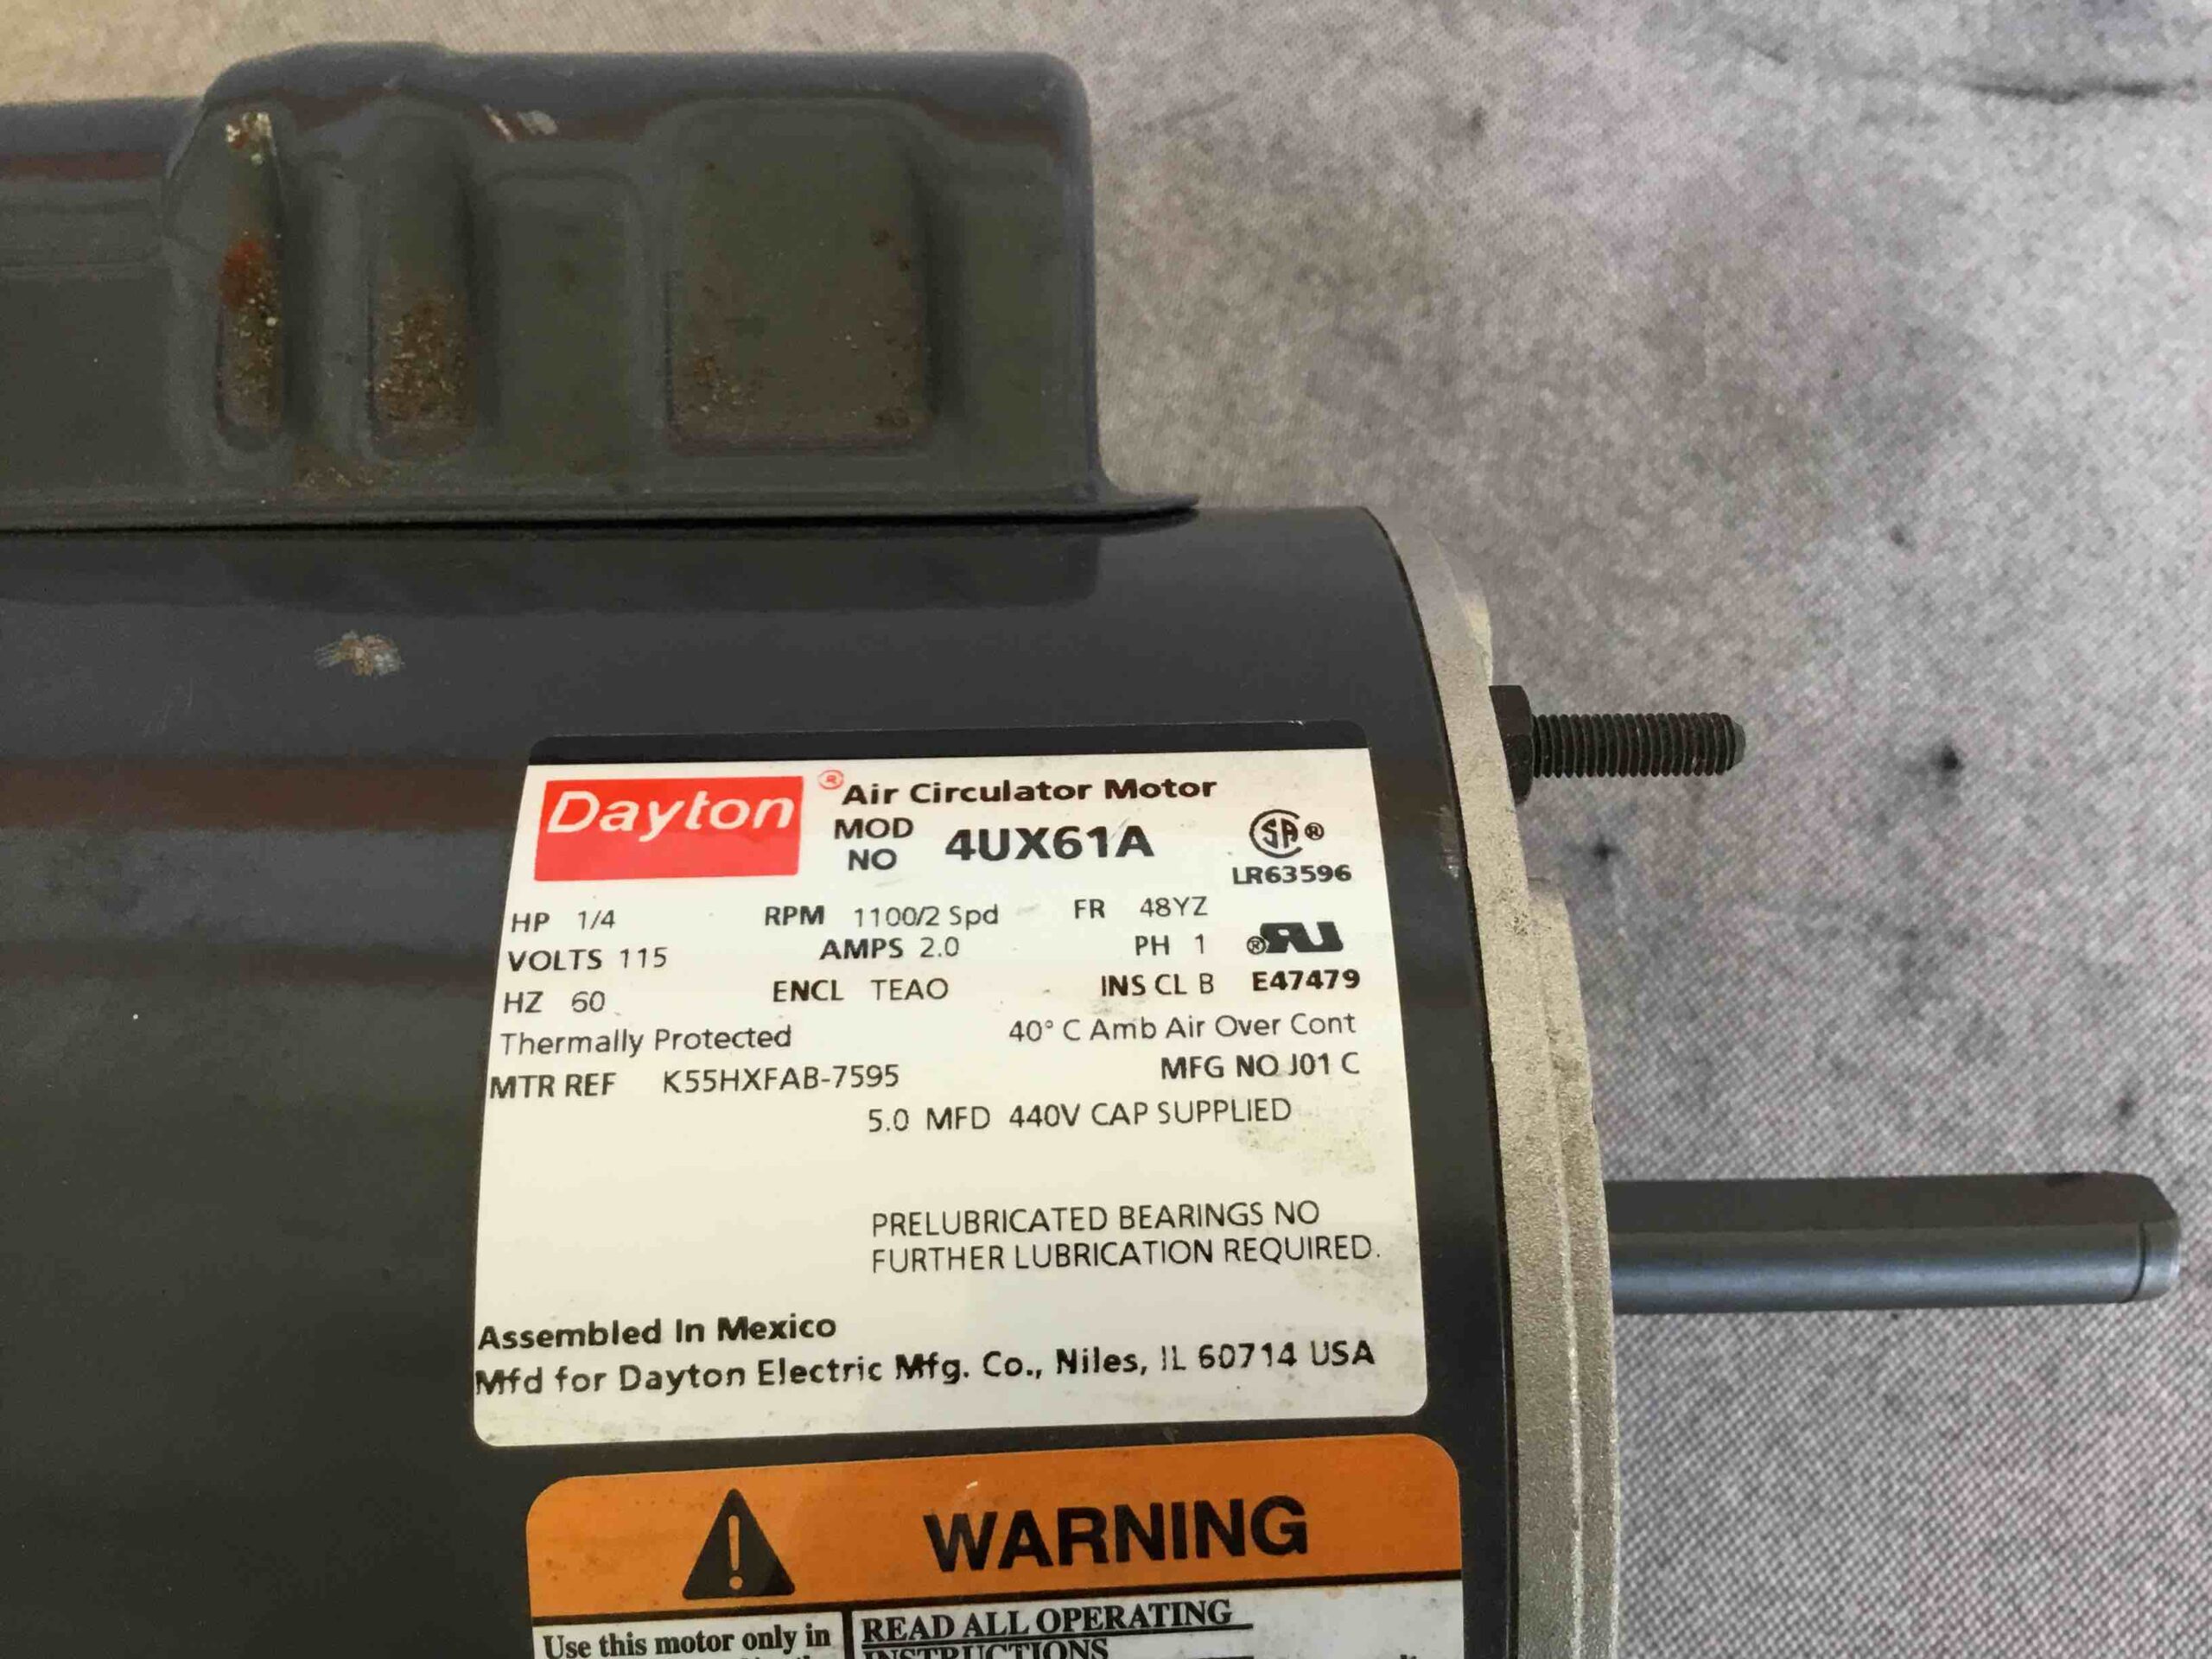 Dayton ® Air Circulator Motor
MOD NO 4UX61A SA ®
LR63596
HP 1/4 RPM 1100/2 Spd FR 48YZ
VOLTS 115 AMPS 2.0 PH 1 ® RU
HZ 60 ENCL TEAO INS CL B E47479
Thermally Protected 40° C Amb Air Over Cont
MTR REF K55HXFAB-7595 MFG NO J01 C
5.0 MFD 440V CAP SUPPLIED
PRELUBRICATED BEARINGS NO
FURTHER LUBRICATION REQUIRED.
Assembled In Mexico
Mfd for Dayton Electric Mfg. Co., Niles, IL 60714 USA
WARNING
Use this motor only in
READ ALL OPERATING
INSTRUCTIONS